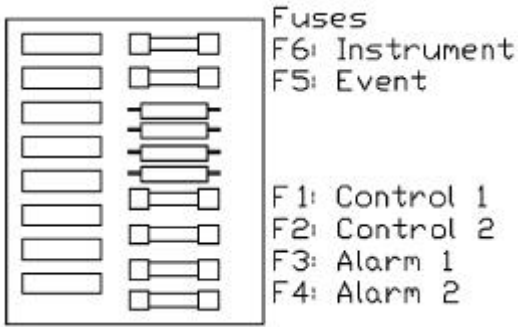 Fuses
F6: Instrument
F5: Event
F1: Control 1
F2: Control 2
F3: Alarm 1
F4: Alarm 2